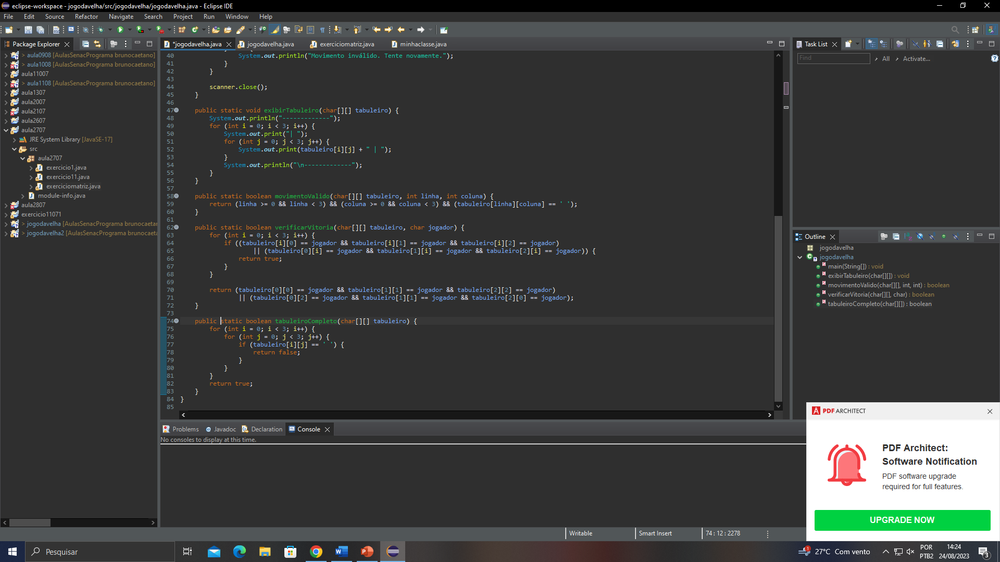 eclipse-workspace - jogodavelha/src/jogodavelha/jogodavelha.java - Eclipse IDE
File Edit Source Refactor Navigate Search Project Run Window Help
Package Explorer
> aula0908 [AulasSenacPrograma brunocaetano]
> aula1008 [AulasSenacPrograma brunocaetano]
aula11007
> aula1108 [AulasSenacPrograma brunocaetano]
aula1307
aula2007
aula2107
aula2607
aula2707
JRE System Library [JavaSE-17]
src
aula2707
exercicio1.java
exercicio11.java
exerciciomatriz.java
module-info.java
aula2807
exercicio11071
> jogodavelha [AulasSenacPrograma brunocaetar
> jogodavelha2 [AulasSenacPrograma brunocaeta
*jogodavelha.java jogodavelha.java exerciciomatriz.java minhaclasse.java
40 System.out.println("Movimento inválido. Tente novamente.");
41 }
42 }
43
44 scanner.close();
45 }
46
47 public static void exibirTabuleiro(char[][] tabuleiro) {
48 System.out.println("-------------");
49 for (int i = 0; i < 3; i++) {
50 System.out.print("| ");
51 for (int j = 0; j < 3; j++) {
52 System.out.print(tabuleiro[i][j] + " | ");
53 }
54 System.out.println("\n-------------");
55 }
56 }
57
58 public static boolean movimentoValido(char[][] tabuleiro, int linha, int coluna) {
59 return (linha >= 0 && linha < 3) && (coluna >= 0 && coluna < 3) && (tabuleiro[linha][coluna] == ' ');
60 }
61
62 public static boolean verificarVitoria(char[][] tabuleiro, char jogador) {
63 for (int i = 0; i < 3; i++) {
64 if ((tabuleiro[i][0] == jogador && tabuleiro[i][1] == jogador && tabuleiro[i][2] == jogador)
65 || (tabuleiro[0][i] == jogador && tabuleiro[1][i] == jogador && tabuleiro[2][i] == jogador)) {
66 return true;
67 }
68 }
69
70 return (tabuleiro[0][0] == jogador && tabuleiro[1][1] == jogador && tabuleiro[2][2] == jogador)
71 || (tabuleiro[0][2] == jogador && tabuleiro[1][1] == jogador && tabuleiro[2][0] == jogador);
72 }
73
74 public static boolean tabuleiroCompleto(char[][] tabuleiro) {
75 for (int i = 0; i < 3; i++) {
76 for (int j = 0; j < 3; j++) {
77 if (tabuleiro[i][j] == ' ') {
78 return false;
79 }
80 }
81 }
82 return true;
83 }
84 }
85
Task List
Find All Activate...
Outline
jogodavelha
jogodavelha
main(String[]) : void
exibirTabuleiro(char[][]) : void
movimentoValido(char[][], int, int) : boolean
verificarVitoria(char[][], char) : boolean
tabuleiroCompleto(char[][]) : boolean
Problems Javadoc Declaration Console
No consoles to display at this time.
PDF ARCHITECT
PDF Architect:
Software Notification
PDF software upgrade
required for full features.
UPGRADE NOW
Writable Smart Insert 74 : 12 : 2278
Pesquisar
1 27°C Com vento
POR
PTB2
14:24
24/08/2023
3